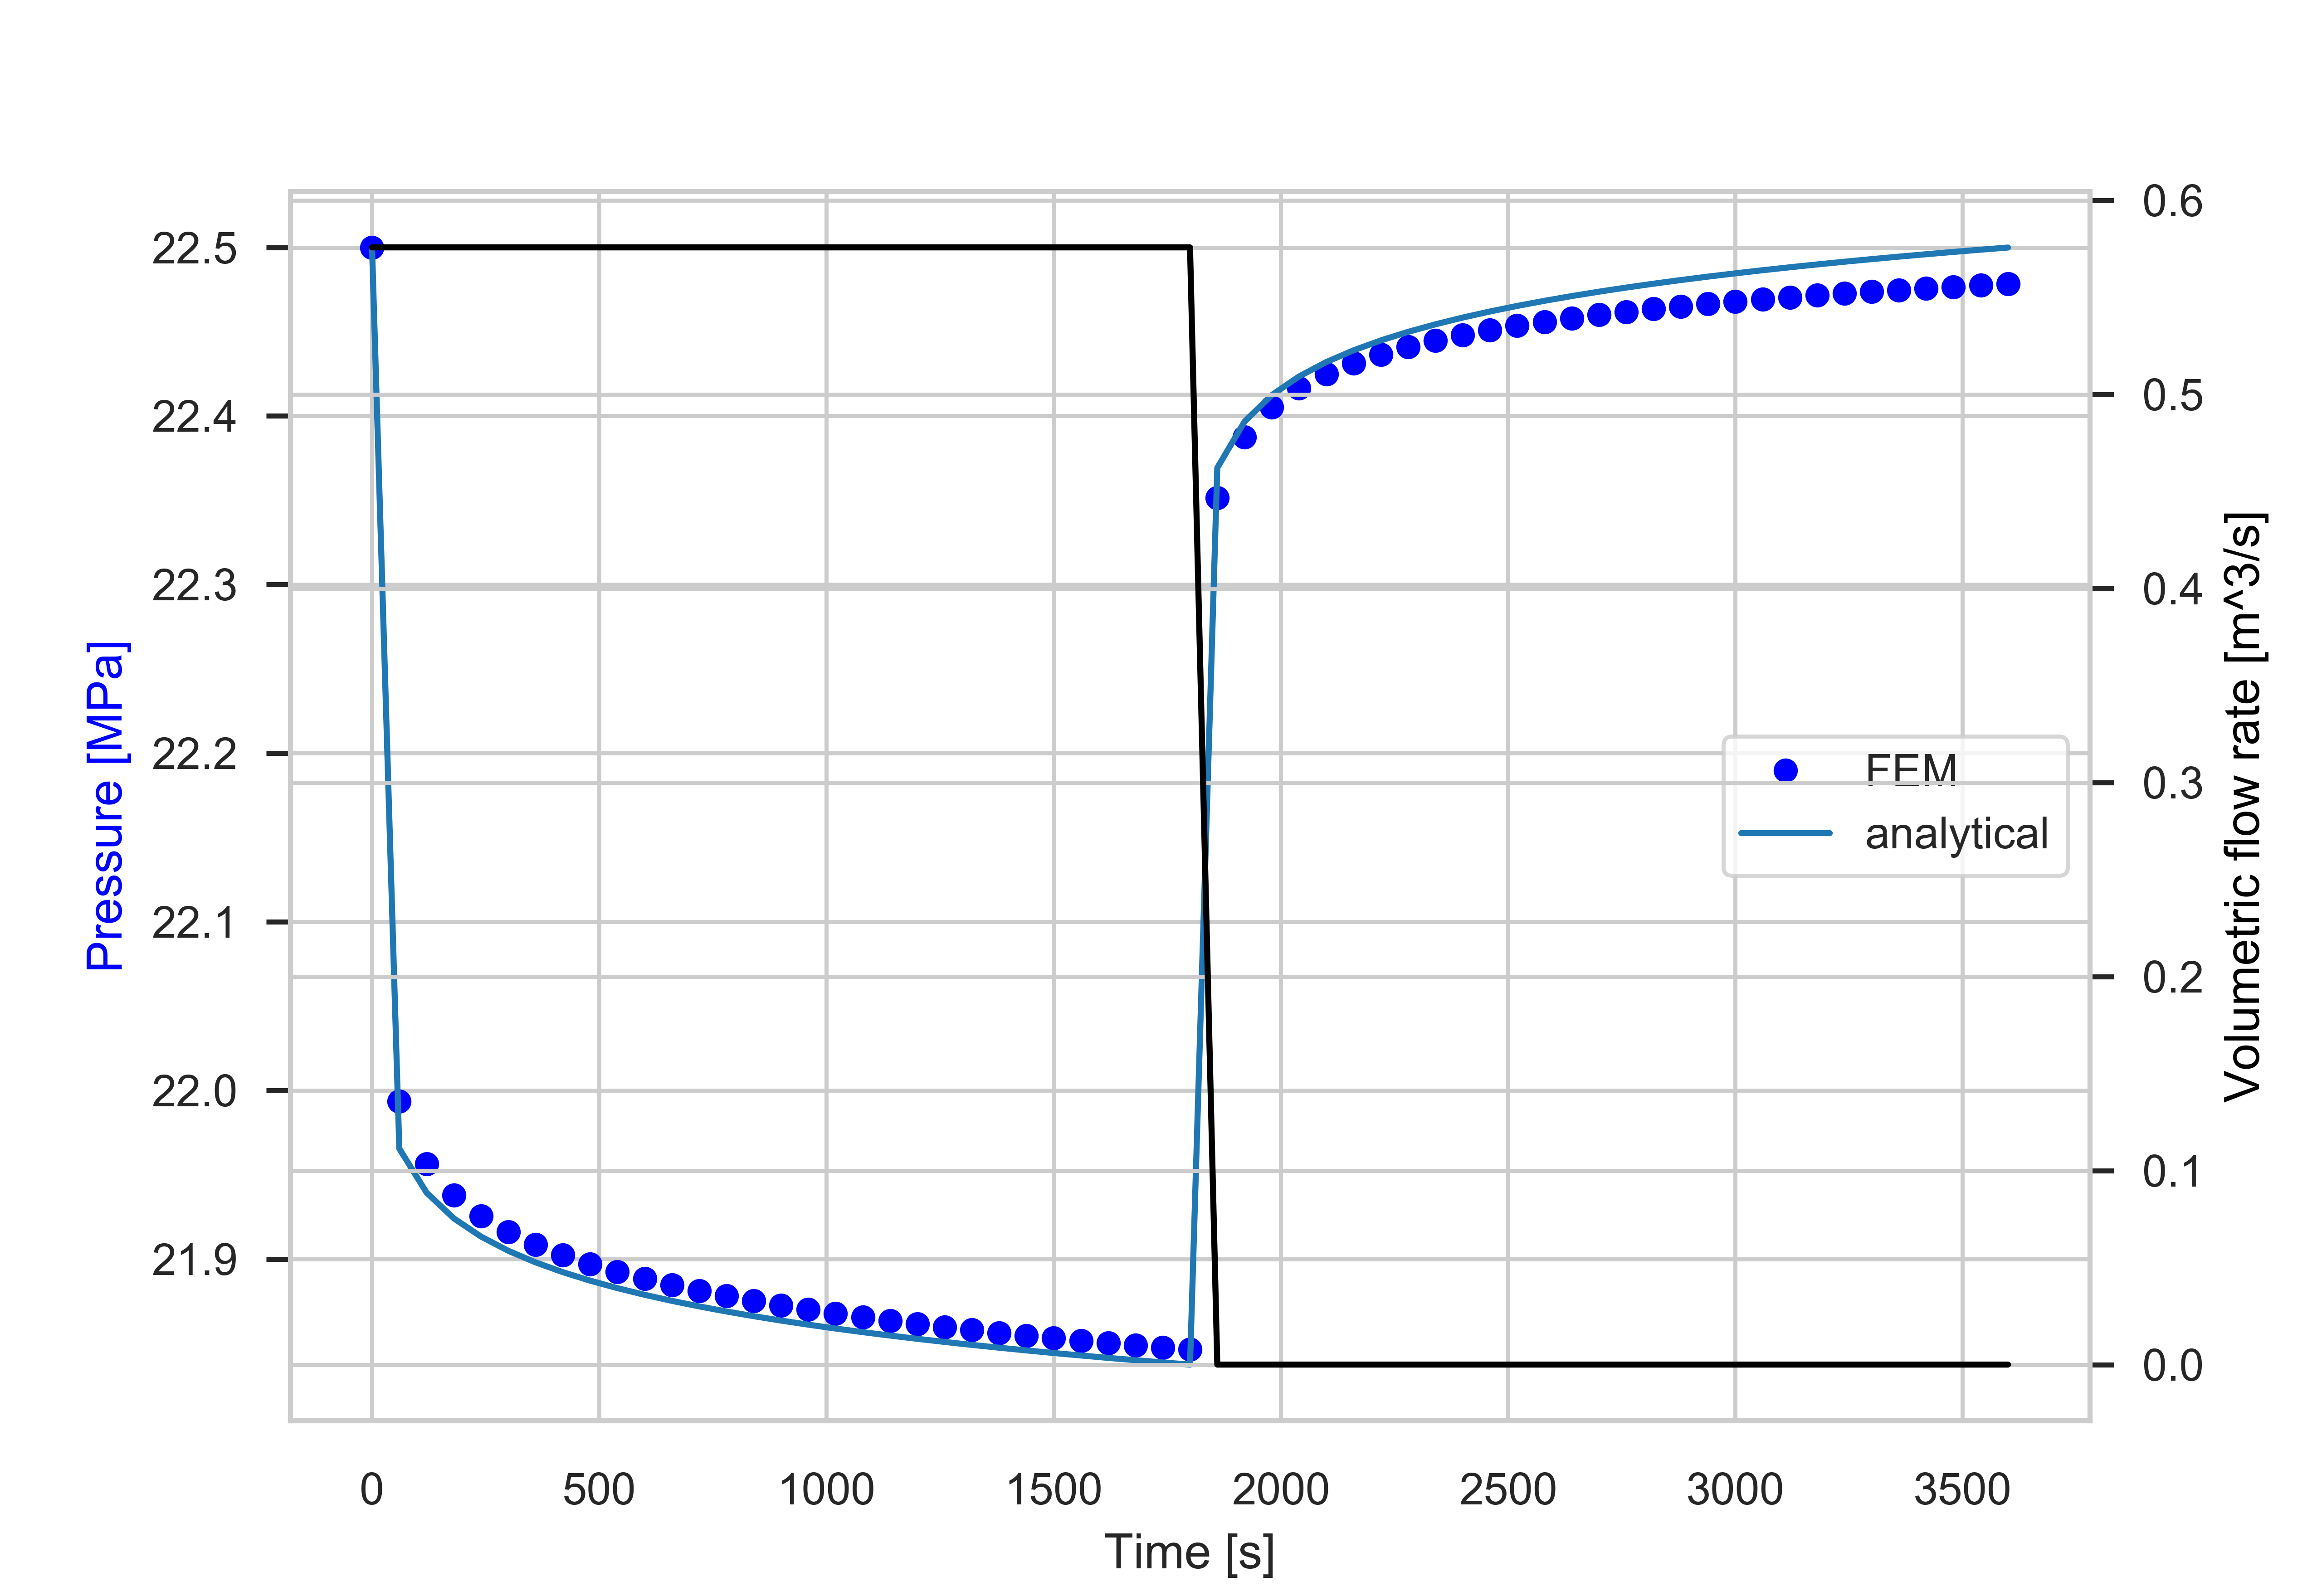 22.5
22.4
22.3
22.2
22.1
22.0
21.9
Pressure [MPa]
0.6
0.5
0.4
0.3
0.2
0.1
0.0
Volumetric flow rate [m^3/s]
FEM
analytical
0 500 1000 1500 2000 2500 3000 3500
Time [s]